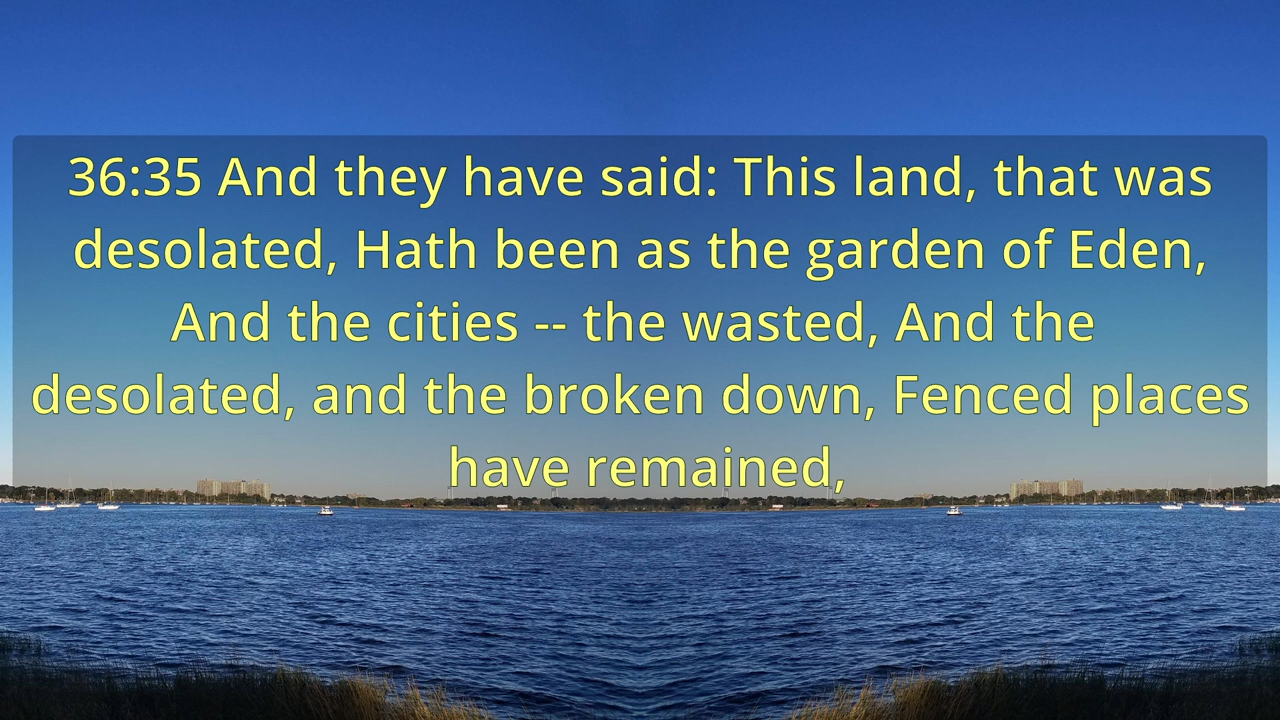 36:35 And they have said: This land, that was
desolated, Hath been as the garden of Eden,
And the cities -- the wasted, And the
desolated, and the broken down, Fenced places
have remained,